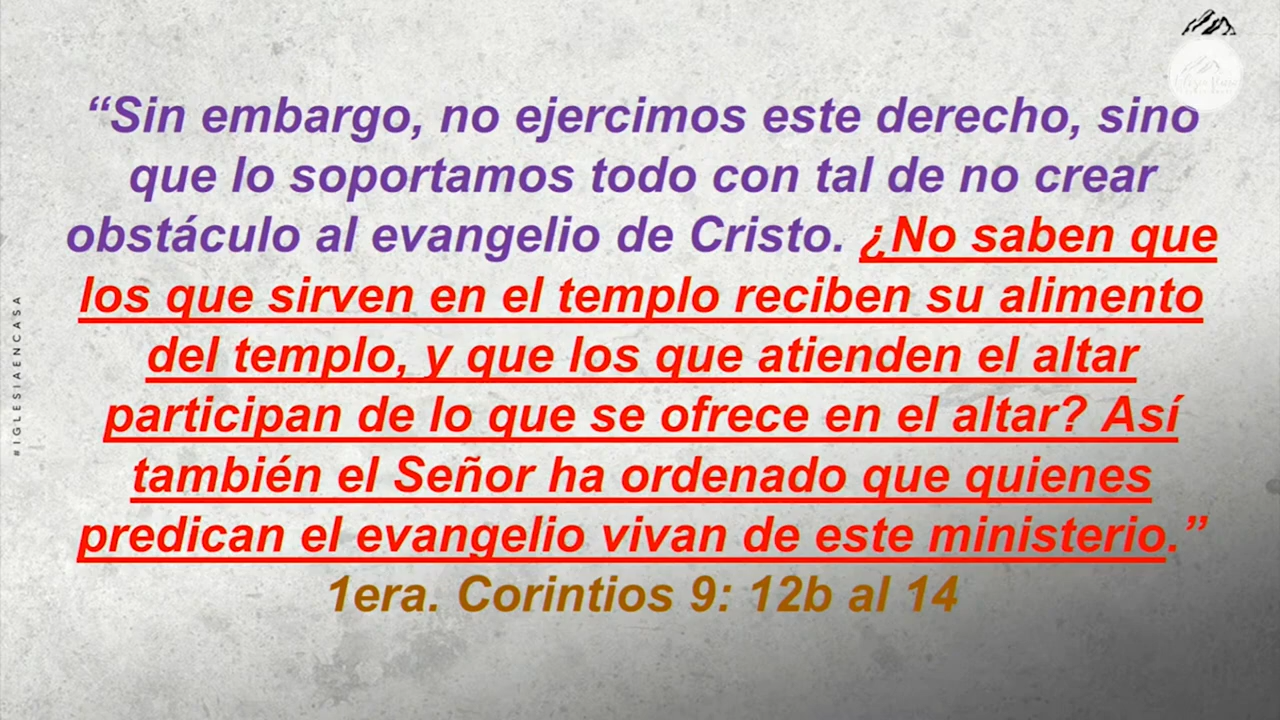 “Sin embargo, no ejercimos este derecho, sino
que lo soportamos todo con tal de no crear
obstáculo al evangelio de Cristo. ¿No saben que
los que sirven en el templo reciben su alimento
del templo, y que los que atienden el altar
participan de lo que se ofrece en el altar? Así
también el Señor ha ordenado que quienes
predican el evangelio vivan de este ministerio.”
1era. Corintios 9: 12b al 14
#IGLESIAENCASA